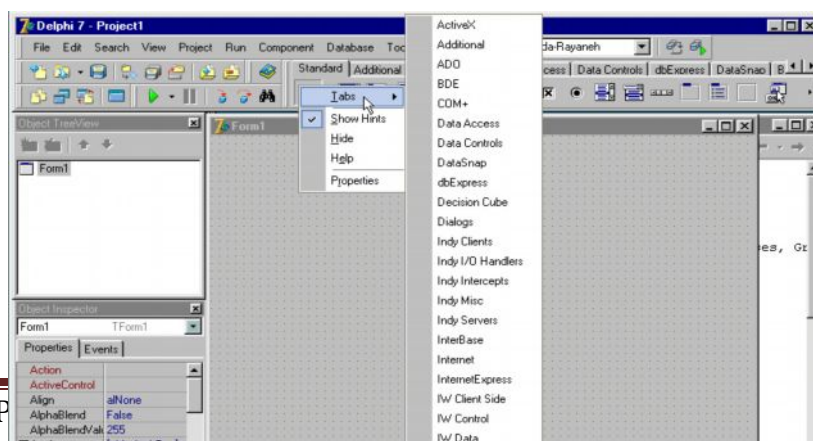 Delphi 7 - Project1
File Edit Search View Project Run Component Database
da-Rayaneh
Standard Additional
cess Data Controls dbExpress DataSnap B
Tabs
Show Hints
Hide
Help
Properties
ActiveX
Additional
ADO
BDE
COM+
Data Access
Data Controls
DataSnap
dbExpress
Decision Cube
Dialogs
Indy Clients
Indy I/O Handlers
Indy Intercepts
Indy Misc
Indy Servers
InterBase
Internet
InternetExpress
IW Client Side
IW Control
IW Data
Object TreeView
Form1
Form1
es, Gr
Object Inspector
Form1 TForm1
Properties Events
Action
ActiveControl
Align alNone
AlphaBlend False
AlphaBlendVal 255
P